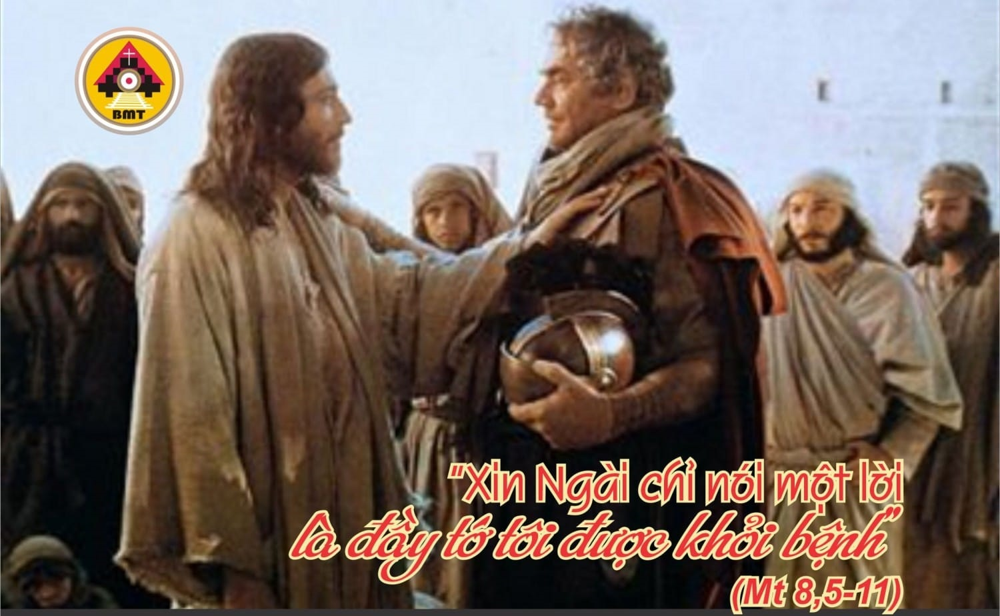 BMT
"Xin Ngài chỉ nói một lời
là đầy tớ tôi được khỏi bệnh"
(Mt 8,5-11)